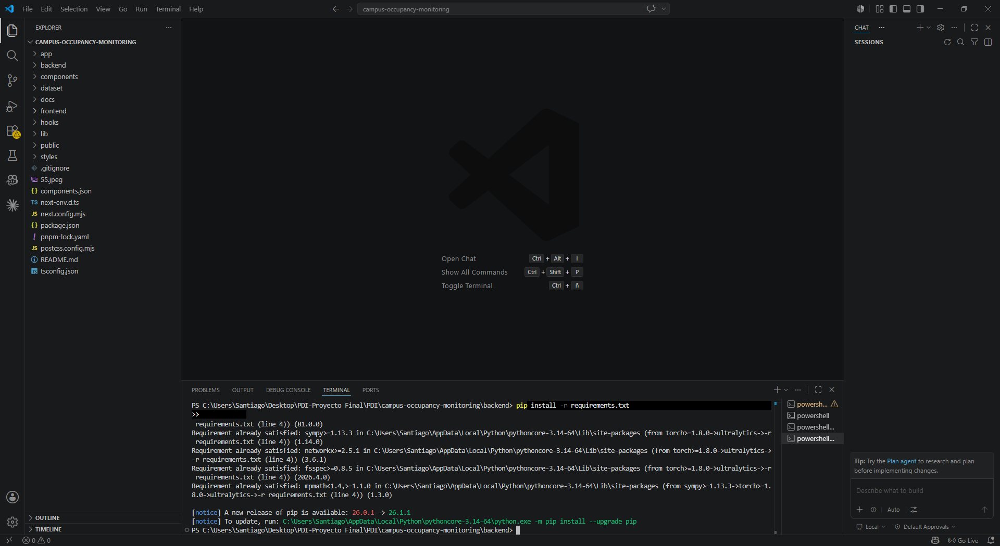 File Edit Selection View Go Run Terminal Help
campus-occupancy-monitoring
EXPLORER
CAMPUS-OCCUPANCY-MONITORING
app
backend
components
dataset
docs
frontend
hooks
lib
public
styles
.gitignore
55.jpeg
{} components.json
TS next-env.d.ts
JS next.config.mjs
{} package.json
! pnpm-lock.yaml
JS postcss.config.mjs
README.md
TS tsconfig.json
OUTLINE
TIMELINE
Open Chat Ctrl + Alt + I
Show All Commands Ctrl + Shift + P
Toggle Terminal Ctrl + ñ
PROBLEMS OUTPUT DEBUG CONSOLE TERMINAL PORTS
PS C:\Users\Santiago\Desktop\PDI-Proyecto Final\PDI\campus-occupancy-monitoring\backend> pip install -r requirements.txt
>>
requirements.txt (line 4)) (81.0.0)
Requirement already satisfied: sympy>=1.13.3 in C:\Users\Santiago\AppData\Local\Python\pythoncore-3.14-64\Lib\site-packages (from torch>=1.8.0->ultralytics->-r
requirements.txt (line 4)) (1.14.0)
Requirement already satisfied: networkx>=2.5.1 in C:\Users\Santiago\AppData\Local\Python\pythoncore-3.14-64\Lib\site-packages (from torch>=1.8.0->ultralytics->
-r requirements.txt (line 4)) (3.6.1)
Requirement already satisfied: fsspec>=0.8.5 in C:\Users\Santiago\AppData\Local\Python\pythoncore-3.14-64\Lib\site-packages (from torch>=1.8.0->ultralytics->-r
requirements.txt (line 4)) (2026.4.0)
Requirement already satisfied: mpmath<1.4,>=1.1.0 in C:\Users\Santiago\AppData\Local\Python\pythoncore-3.14-64\Lib\site-packages (from sympy>=1.13.3->torch>=1.
8.0->ultralytics->-r requirements.txt (line 4)) (1.3.0)
[notice] A new release of pip is available: 26.0.1 -> 26.1.1
[notice] To update, run: C:\Users\Santiago\AppData\Local\Python\pythoncore-3.14-64\python.exe -m pip install --upgrade pip
PS C:\Users\Santiago\Desktop\PDI-Proyecto Final\PDI\campus-occupancy-monitoring\backend>
powersh...
powershell
powershell...
powershell...
CHAT
SESSIONS
Tip: Try the Plan agent to research and plan
before implementing changes.
Describe what to build
Auto
Local Default Approvals
0 0
Go Live